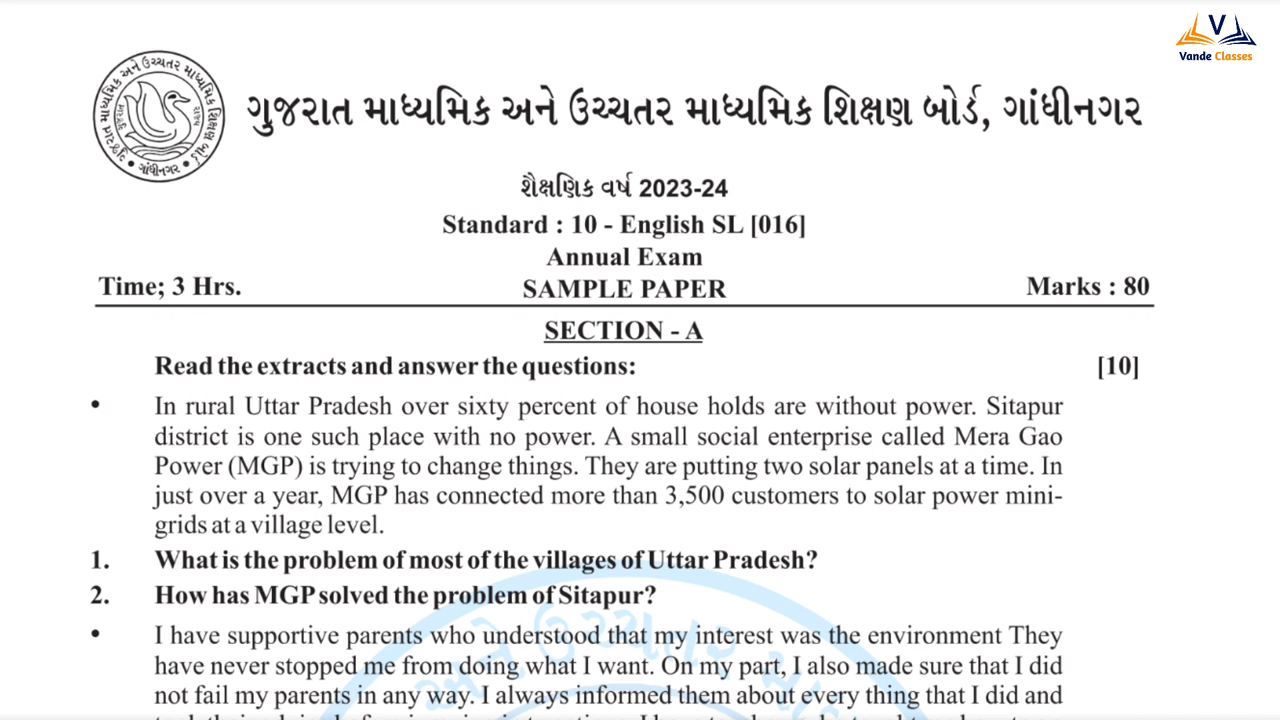 V
Vande Classes
ગુજરાત માધ્યમિક અને ઉચ્ચતર માધ્યમિક શિક્ષણ બોર્ડ, ગાંધીનગર
શૈક્ષણિક વર્ષ 2023-24
Standard : 10 - English SL [016]
Annual Exam
Time; 3 Hrs. SAMPLE PAPER Marks : 80
SECTION - A
Read the extracts and answer the questions: [10]
• In rural Uttar Pradesh over sixty percent of house holds are without power. Sitapur
district is one such place with no power. A small social enterprise called Mera Gao
Power (MGP) is trying to change things. They are putting two solar panels at a time. In
just over a year, MGP has connected more than 3,500 customers to solar power mini-
grids at a village level.
1. What is the problem of most of the villages of Uttar Pradesh?
2. How has MGP solved the problem of Sitapur?
• I have supportive parents who understood that my interest was the environment They
have never stopped me from doing what I want. On my part, I also made sure that I did
not fail my parents in any way. I always informed them about every thing that I did and